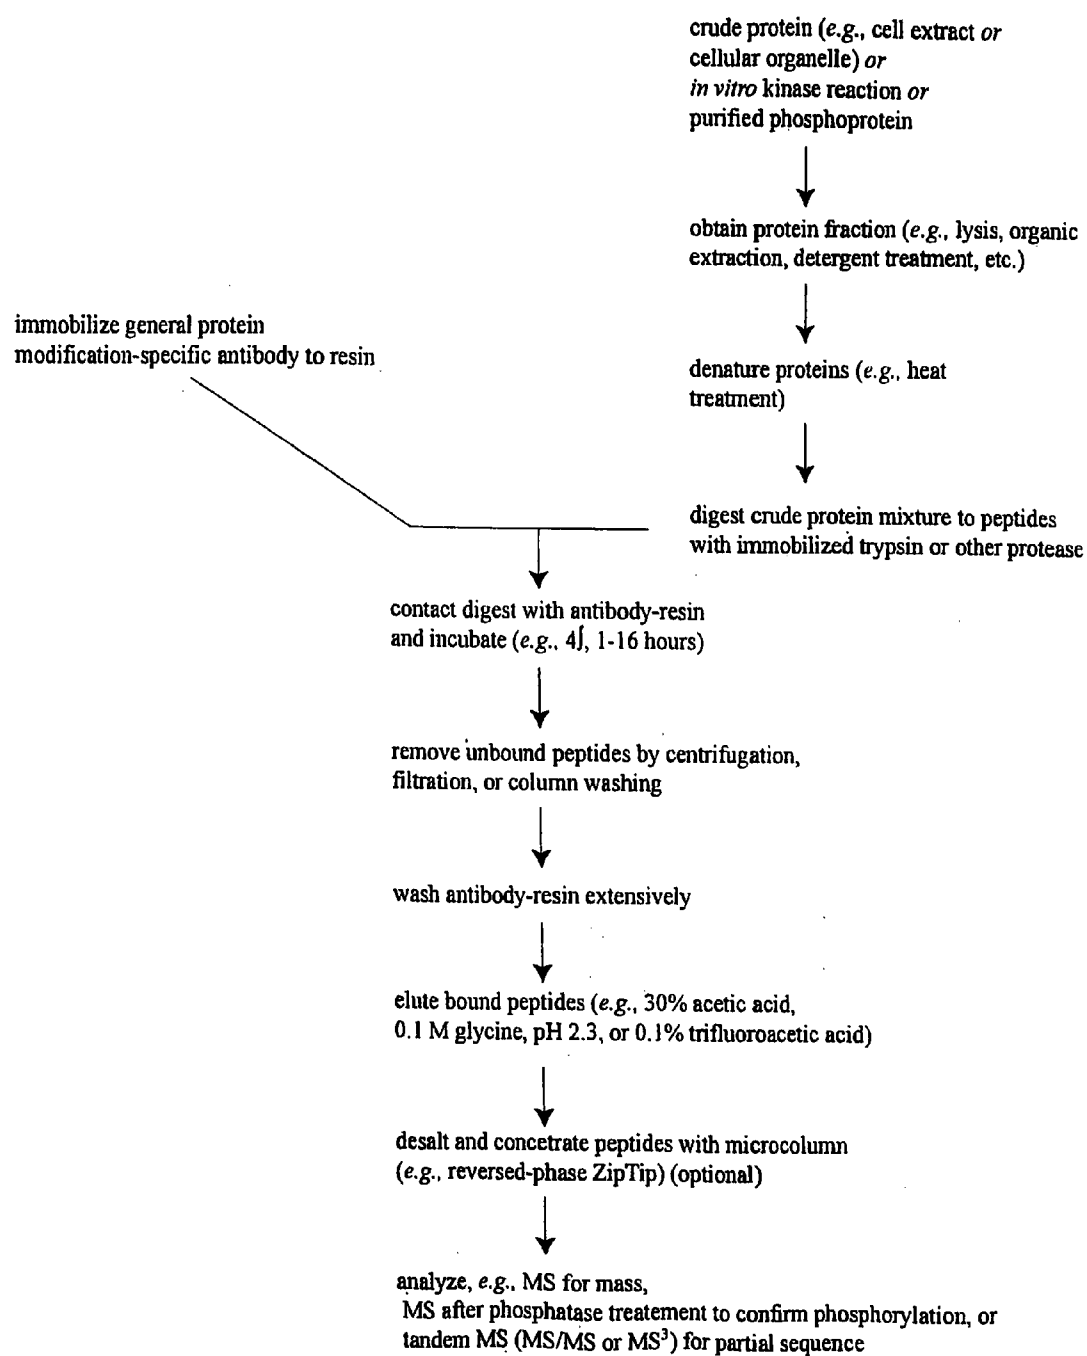 crude protein (e.g., cell extract or
cellular organelle) or
in vitro kinase reaction or
purified phosphoprotein
obtain protein fraction (e.g., lysis, organic
extraction, detergent treatment, etc.)
immobilize general protein
modification-specific antibody to resin
denature proteins (e.g., heat
treatment)
digest crude protein mixture to peptides
with immobilized trypsin or other protease
contact digest with antibody-resin
and incubate (e.g., 4∫, 1-16 hours)
remove unbound peptides by centrifugation,
filtration, or column washing
wash antibody-resin extensively
elute bound peptides (e.g., 30% acetic acid,
0.1 M glycine, pH 2.3, or 0.1% trifluoroacetic acid)
desalt and concetrate peptides with microcolumn
(e.g., reversed-phase ZipTip) (optional)
analyze, e.g., MS for mass,
MS after phosphatase treatement to confirm phosphorylation, or
tandem MS (MS/MS or MS³) for partial sequence